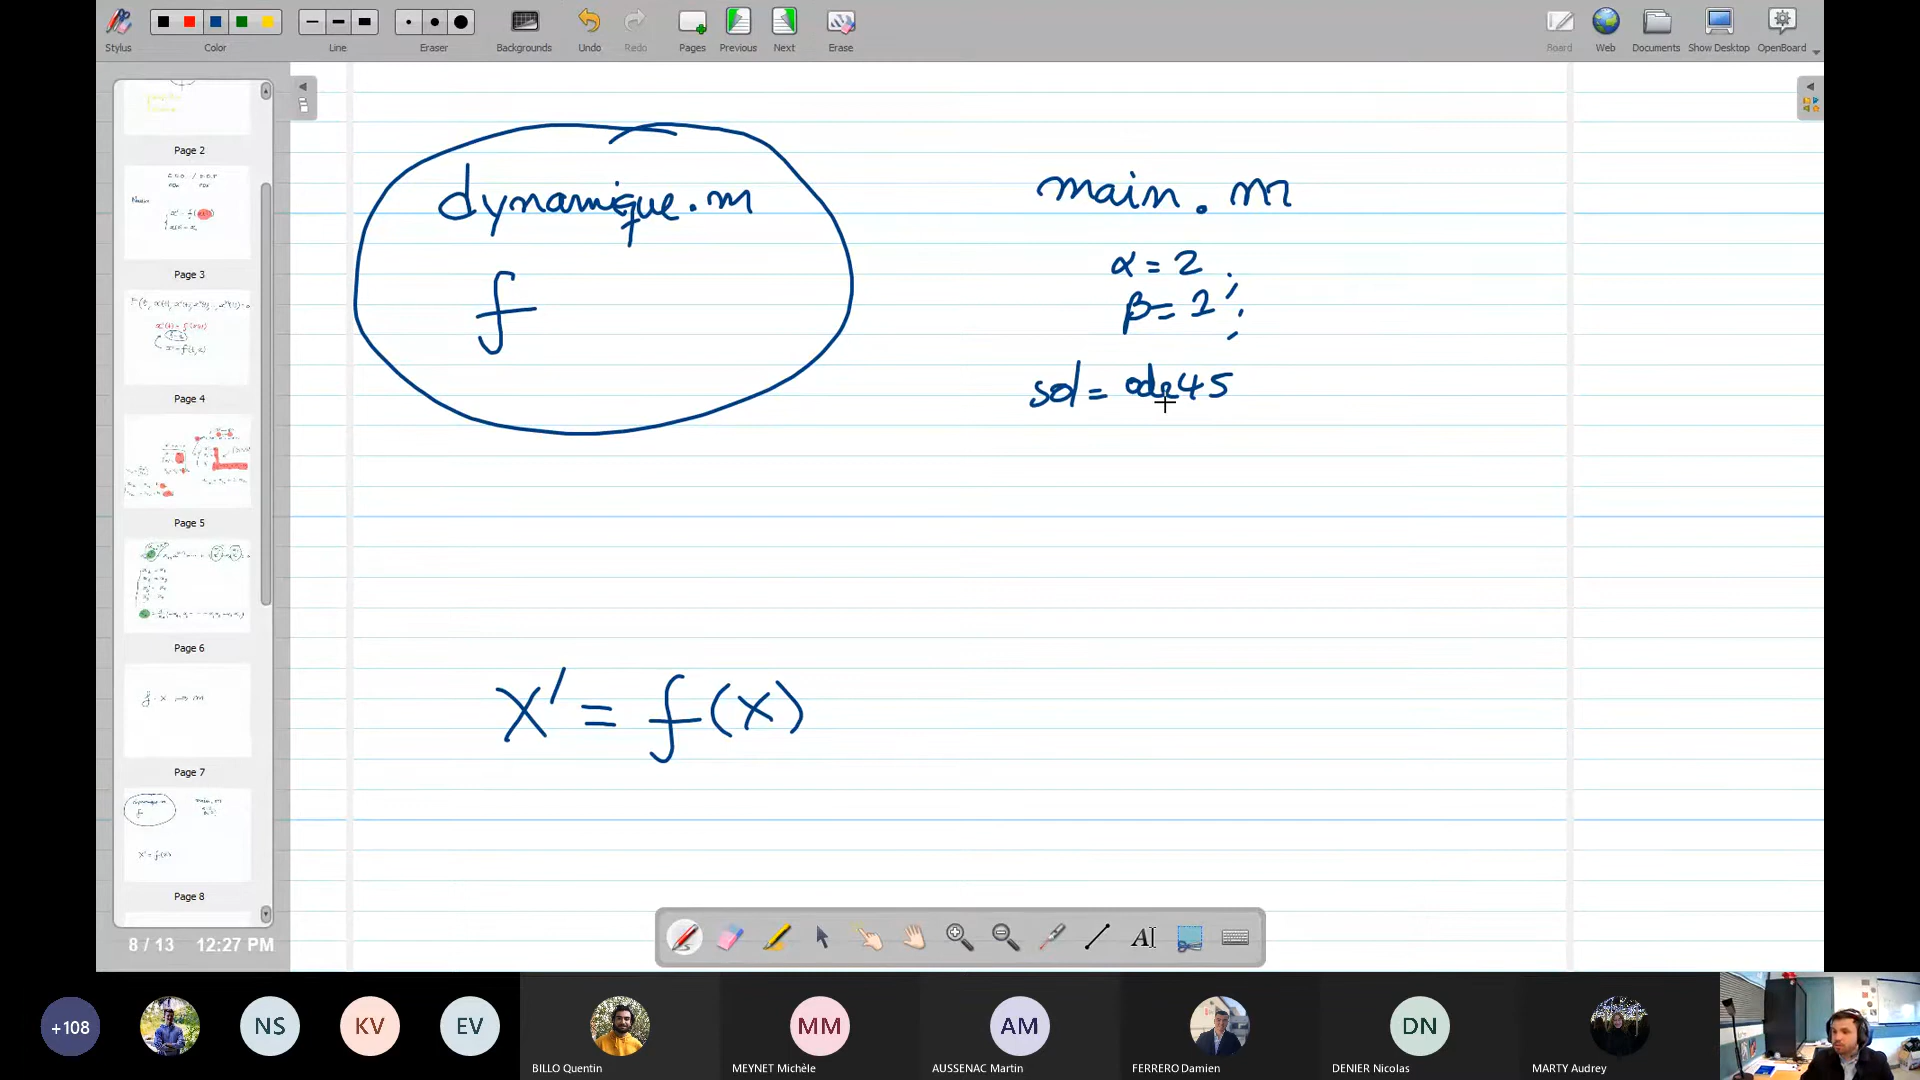 Stylus
Color
Line
Eraser
Backgrounds
Undo
Redo
Pages
Previous
Next
Erase
Board
Web
Documents
Show Desktop
OpenBoard
Page 2
Page 3
Page 4
Page 5
Page 6
Page 7
Page 8
8 / 13 12:27 PM
dynamique.m
f
main.m
α = 2 ;
β = 2 ;
sol = ode45
X' = f(x)
+108
NS
KV
EV
MM
AM
DN
BILLO Quentin
MEYNET Michèle
AUSSENAC Martin
FERRERO Damien
DENIER Nicolas
MARTY Audrey